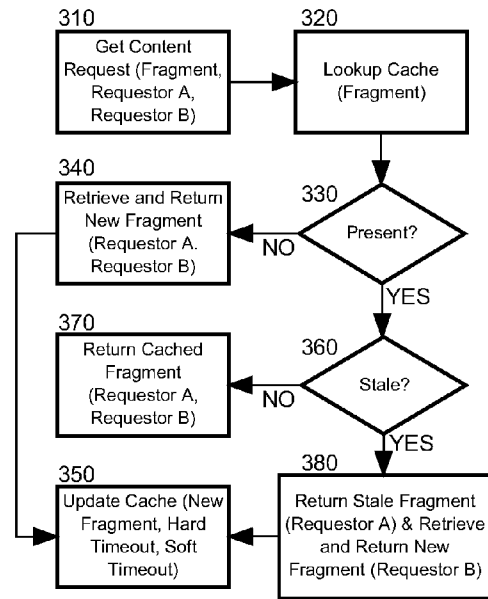 310
Get Content
Request (Fragment,
Requestor A,
Requestor B)
320
Lookup Cache
(Fragment)
330
Present?
NO
YES
340
Retrieve and Return
New Fragment
(Requestor A.
Requestor B)
360
Stale?
NO
YES
370
Return Cached
Fragment
(Requestor A,
Requestor B)
380
Return Stale Fragment
(Requestor A) & Retrieve
and Return New
Fragment (Requestor B)
350
Update Cache (New
Fragment, Hard
Timeout, Soft
Timeout)